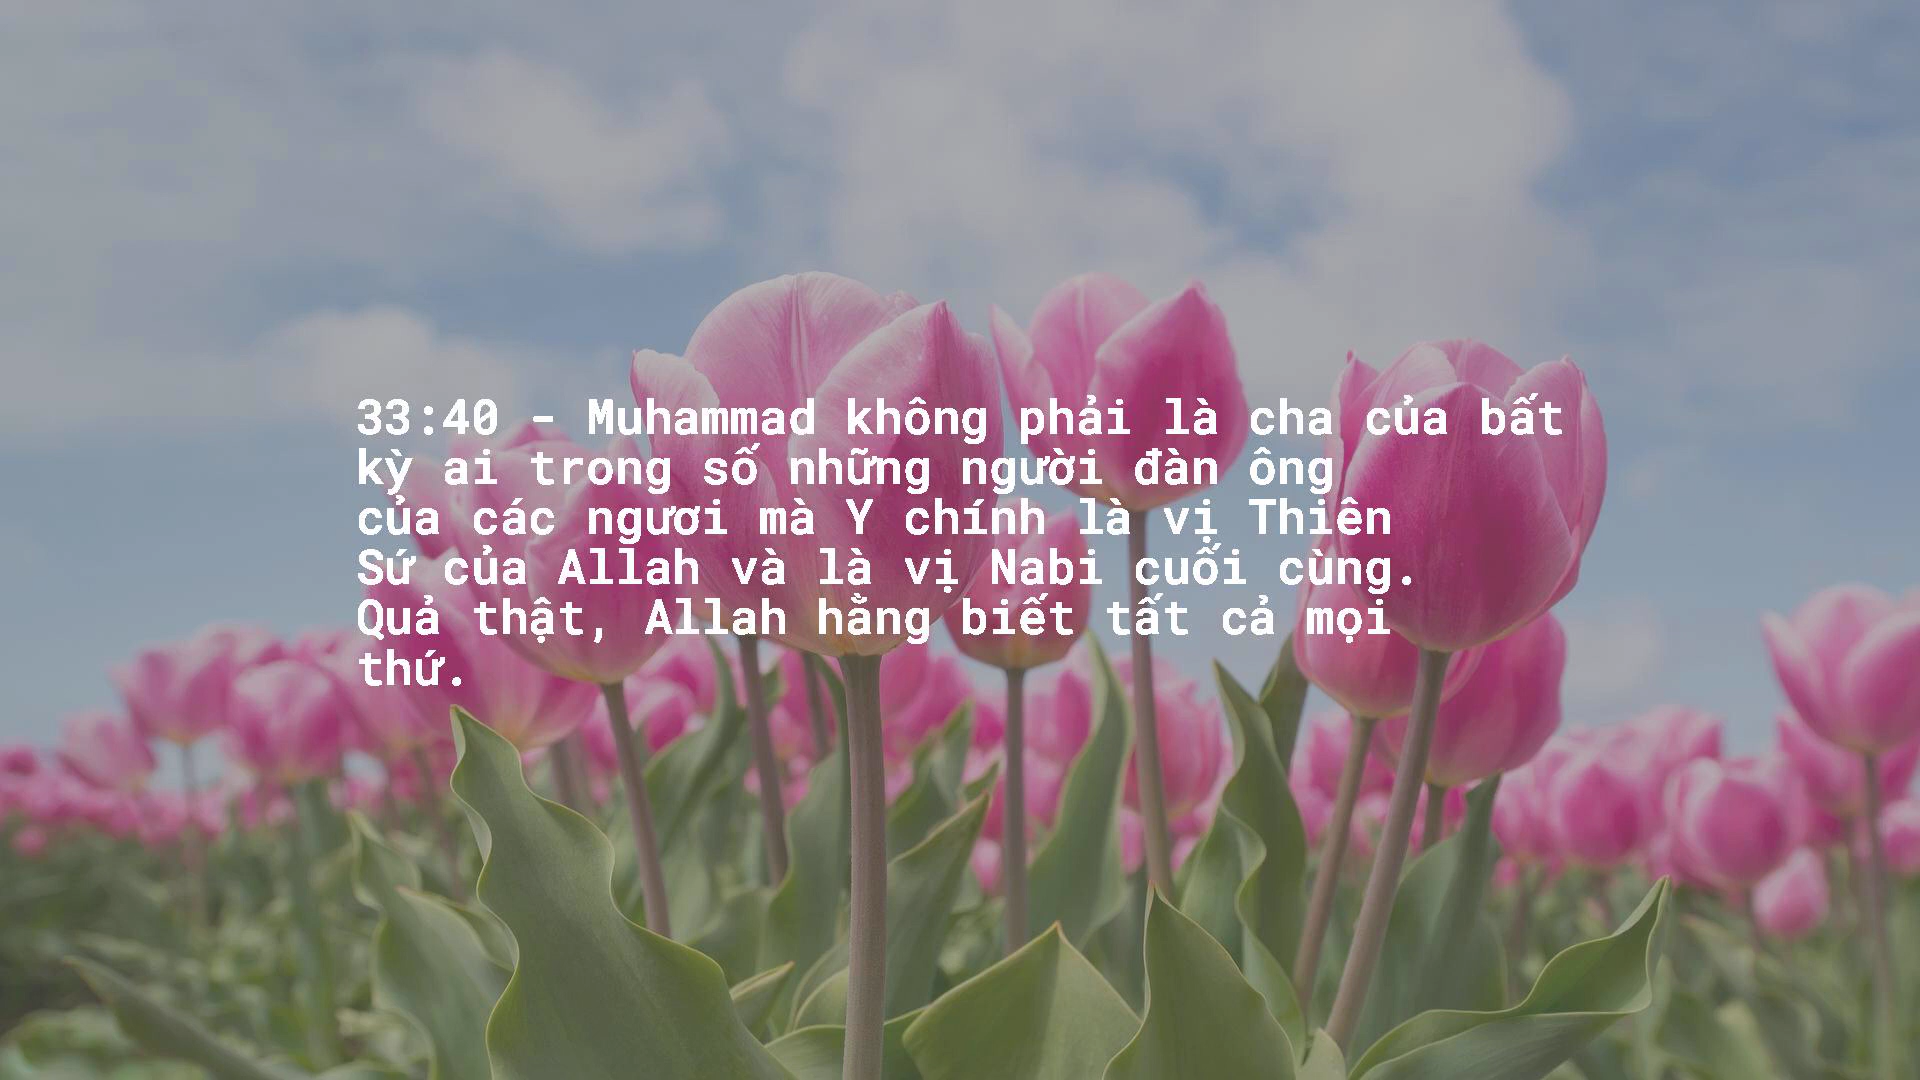 33:40 - Muhammad không phải là cha của bất
kỳ ai trong số những người đàn ông
của các ngươi mà Y chính là vị Thiên
Sứ của Allah và là vị Nabi cuối cùng.
Quả thật, Allah hằng biết tất cả mọi
thứ.